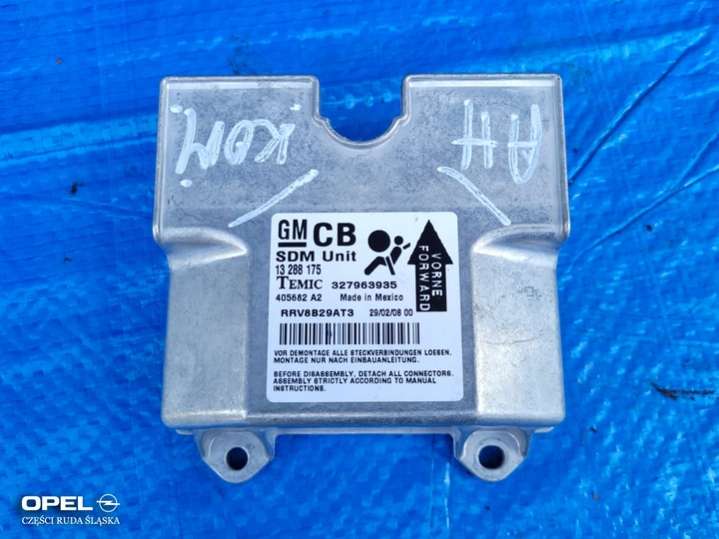 KOM.
AH
GM CB
SDM Unit
13 288 175
TEMIC 327963935
405682 A2 Made in Mexico
RRV8B29AT3 29/02/08 00
VORNE
FORWARD
VOR DEMONTAGE ALLE STECKVERBINDUNGEN LOESEN.
MONTAGE NUR NACH EINBAUANLEITUNG.
BEFORE DISASSEMBLY, DETACH ALL CONNECTORS.
ASSEMBLY STRICTLY ACCORDING TO MANUAL
INSTRUCTIONS.
OPEL
CZĘŚCI RUDA ŚLĄSKA